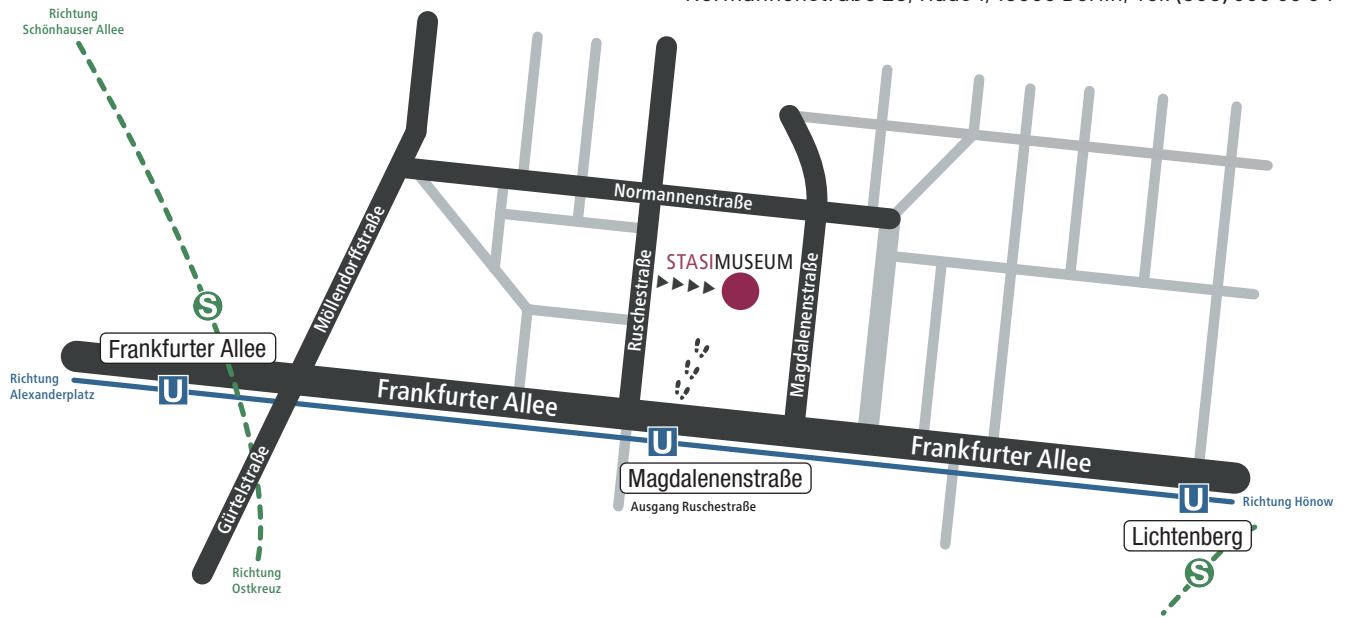 Richtung
Schönhauser Allee
Normannenstraße
STASIMUSEUM
Möllendorffstraße
Ruschestraße
Magdalenenstraße
S
Frankfurter Allee
Richtung
Alexanderplatz
U
Frankfurter Allee
U
Frankfurter Allee
Magdalenenstraße
Ausgang Ruschestraße
Gürtelstraße
U
Richtung Hönow
Lichtenberg
S
Richtung
Ostkreuz